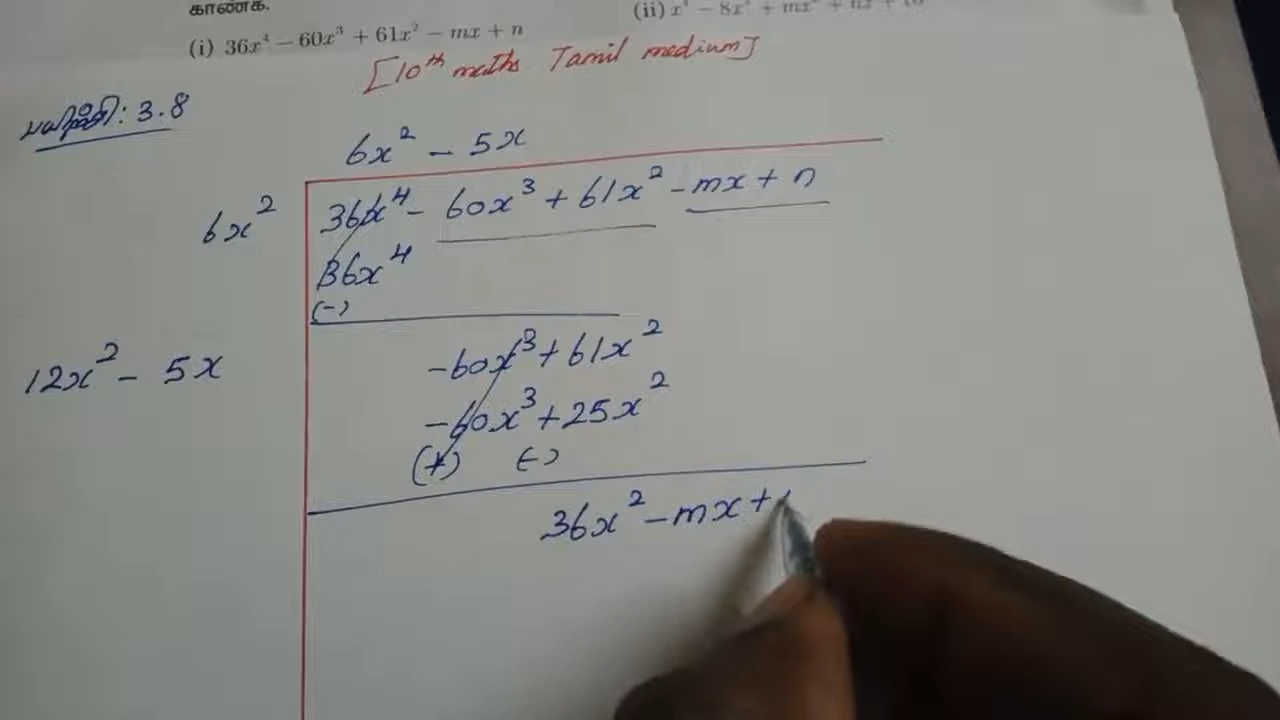 காண்க.
(i) 36x⁴ − 60x³ + 61x² − mx + n
[10th maths Tamil medium]
பயிற்சி: 3.8
6x² − 5x
6x² 36x⁴ − 60x³ + 61x² − mx + n
36x⁴
(−)
−60x³ + 61x²
12x² − 5x −60x³ + 25x²
(+) (−)
36x² − mx +